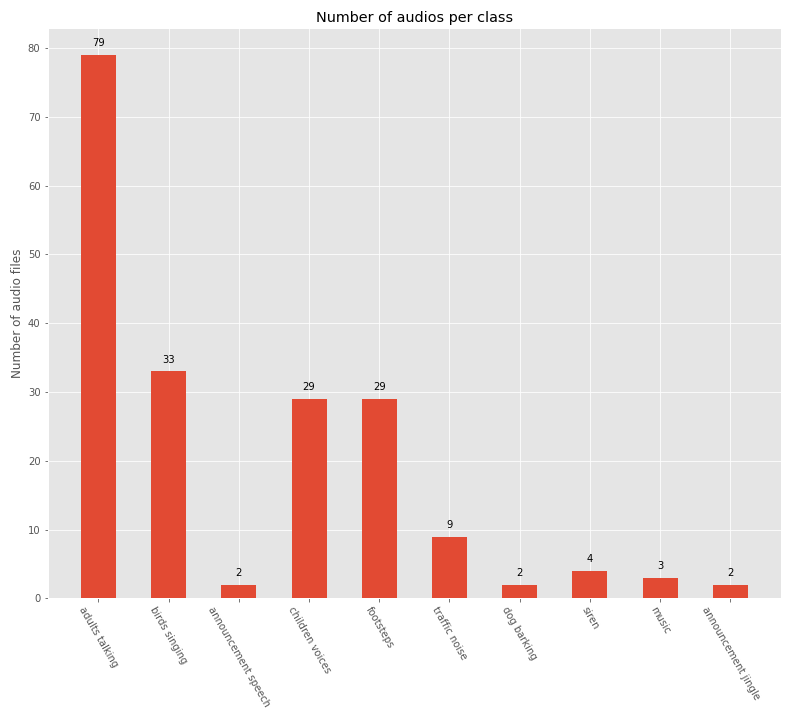 Number of audios per class
Number of audio files
80
70
60
50
40
30
20
10
0
79
33
2
29
29
9
2
4
3
2
adults talking
birds singing
announcement speech
children voices
footsteps
traffic noise
dog barking
siren
music
announcement jingle